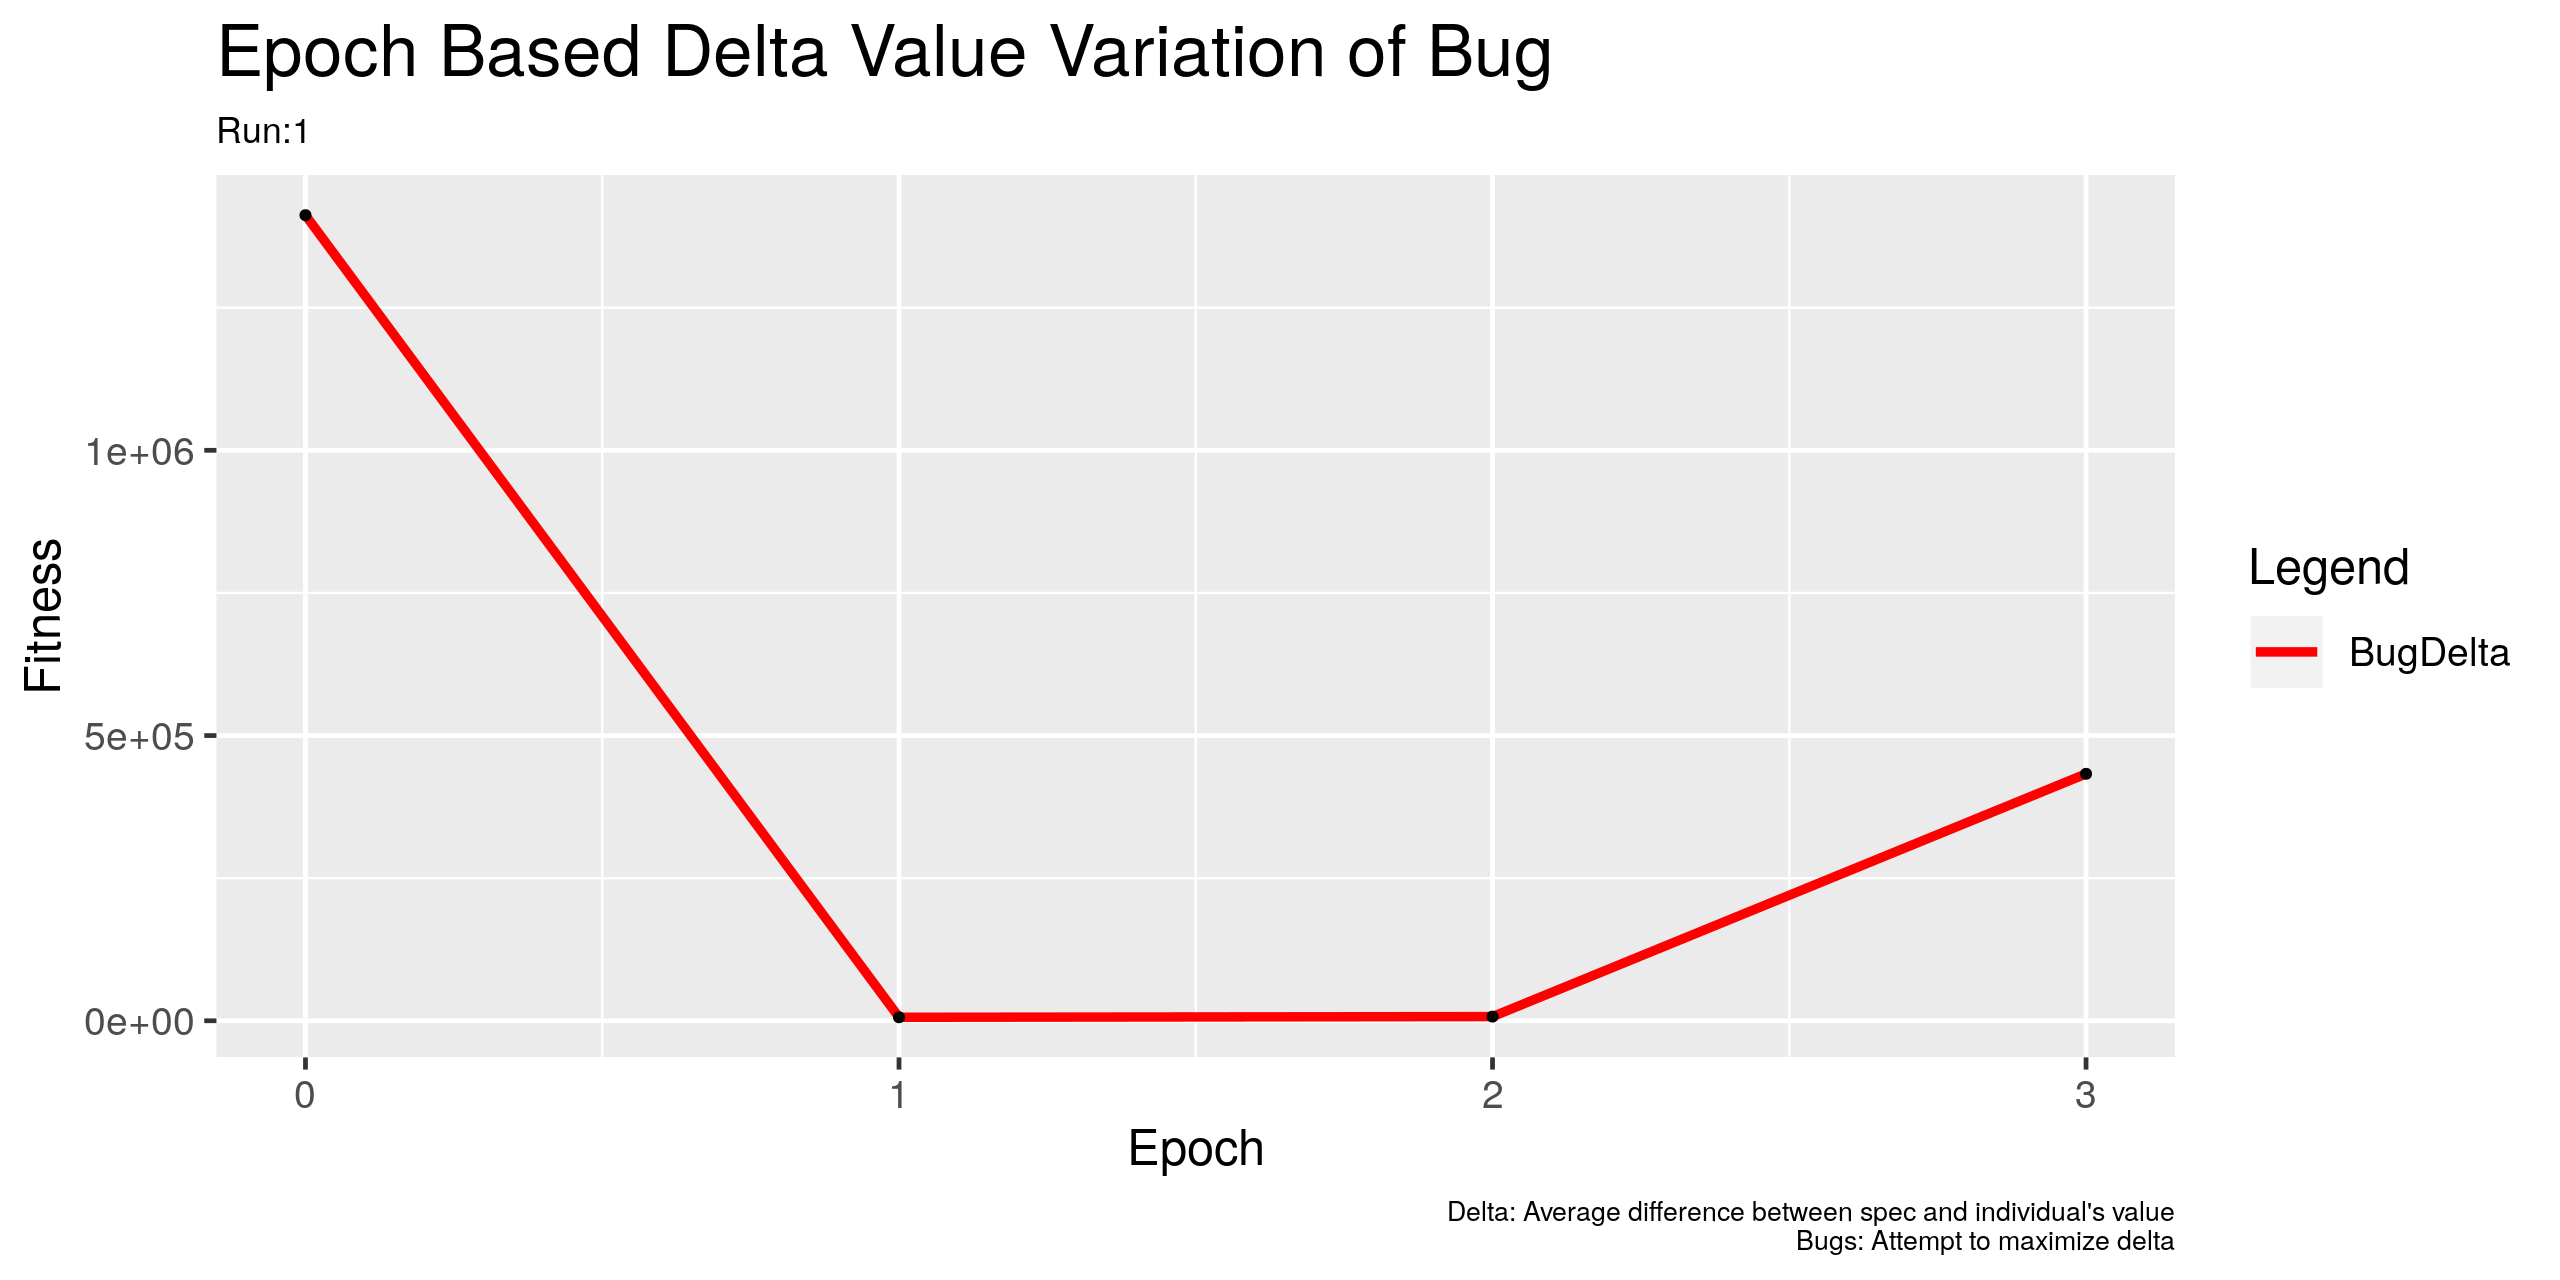 Epoch Based Delta Value Variation of Bug
Run:1
1e+06
5e+05
0e+00
Fitness
0
1
2
3
Epoch
Legend
BugDelta
Delta: Average difference between spec and individual's value
Bugs: Attempt to maximize delta